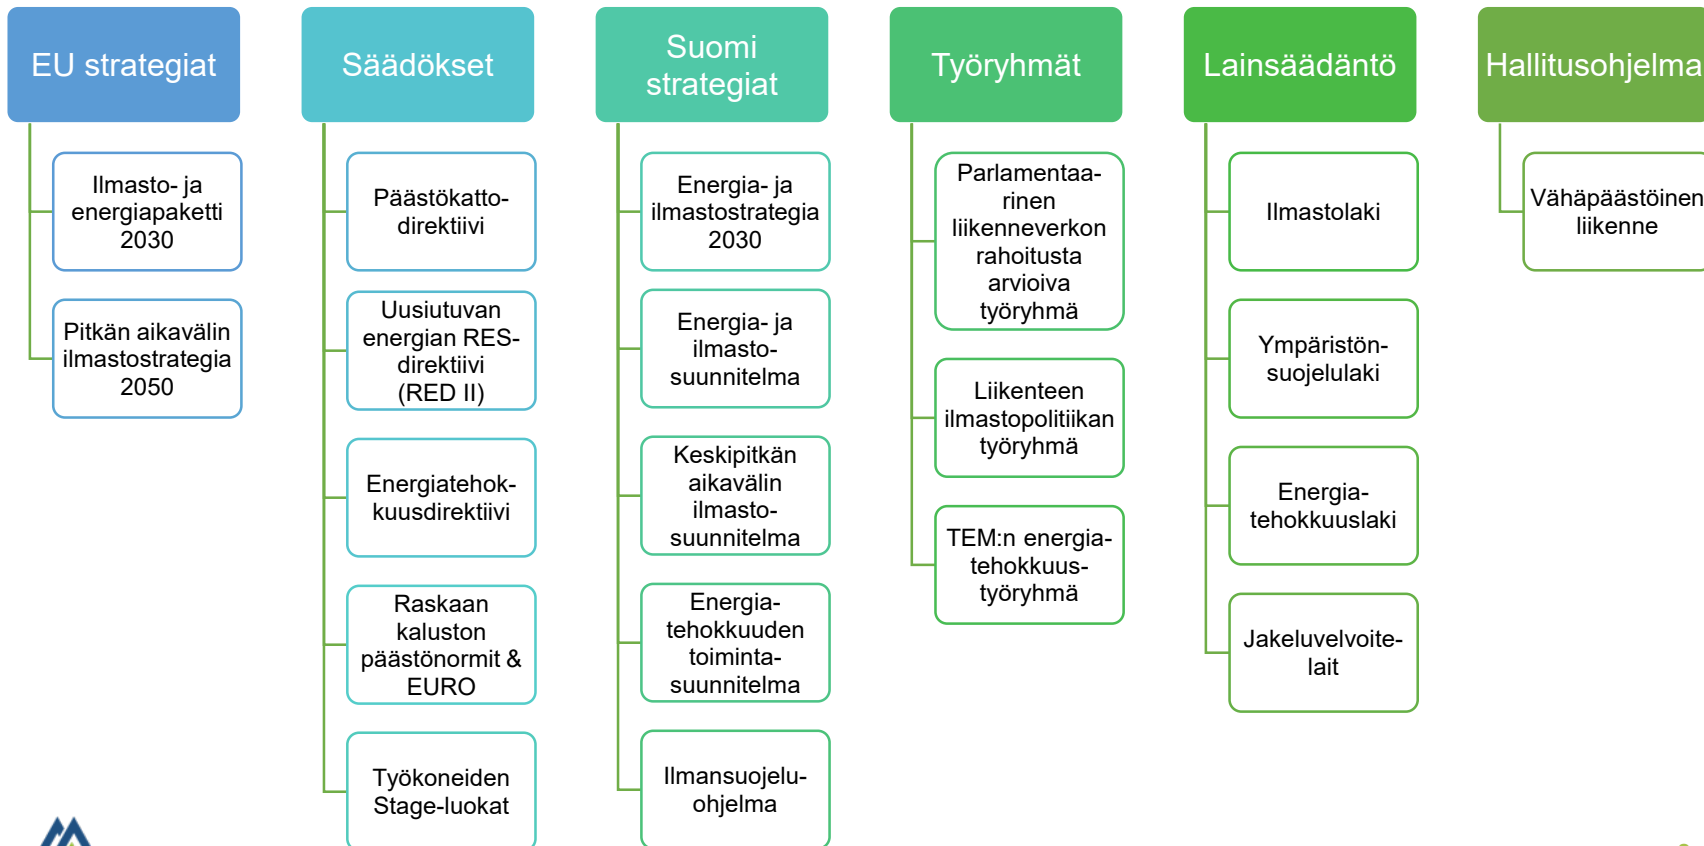 EU strategiat
Ilmasto- ja
energiapaketti
2030
Pitkän aikavälin
ilmastostrategia
2050
Säädökset
Päästökatto-
direktiivi
Uusiutuvan
energian RES-
direktiivi
(RED II)
Energiatehok-
kuusdirektiivi
Raskaan
kaluston
päästönormit &
EURO
Työkoneiden
Stage-luokat
Suomi
strategiat
Energia- ja
ilmastostrategia
2030
Energia- ja
ilmasto-
suunnitelma
Keskipitkän
aikavälin
ilmasto-
suunnitelma
Energia-
tehokkuuden
toiminta-
suunnitelma
Ilmansuojelu-
ohjelma
Työryhmät
Parlamentaa-
rinen
liikenneverkon
rahoitusta
arvioiva
työryhmä
Liikenteen
ilmastopolitiikan
työryhmä
TEM:n energia-
tehokkuus-
työryhmä
Lainsäädäntö
Ilmastolaki
Ympäristön-
suojelulaki
Energia-
tehokkuuslaki
Jakeluvelvoite-
lait
Hallitusohjelma
Vähäpäästöinen
liikenne